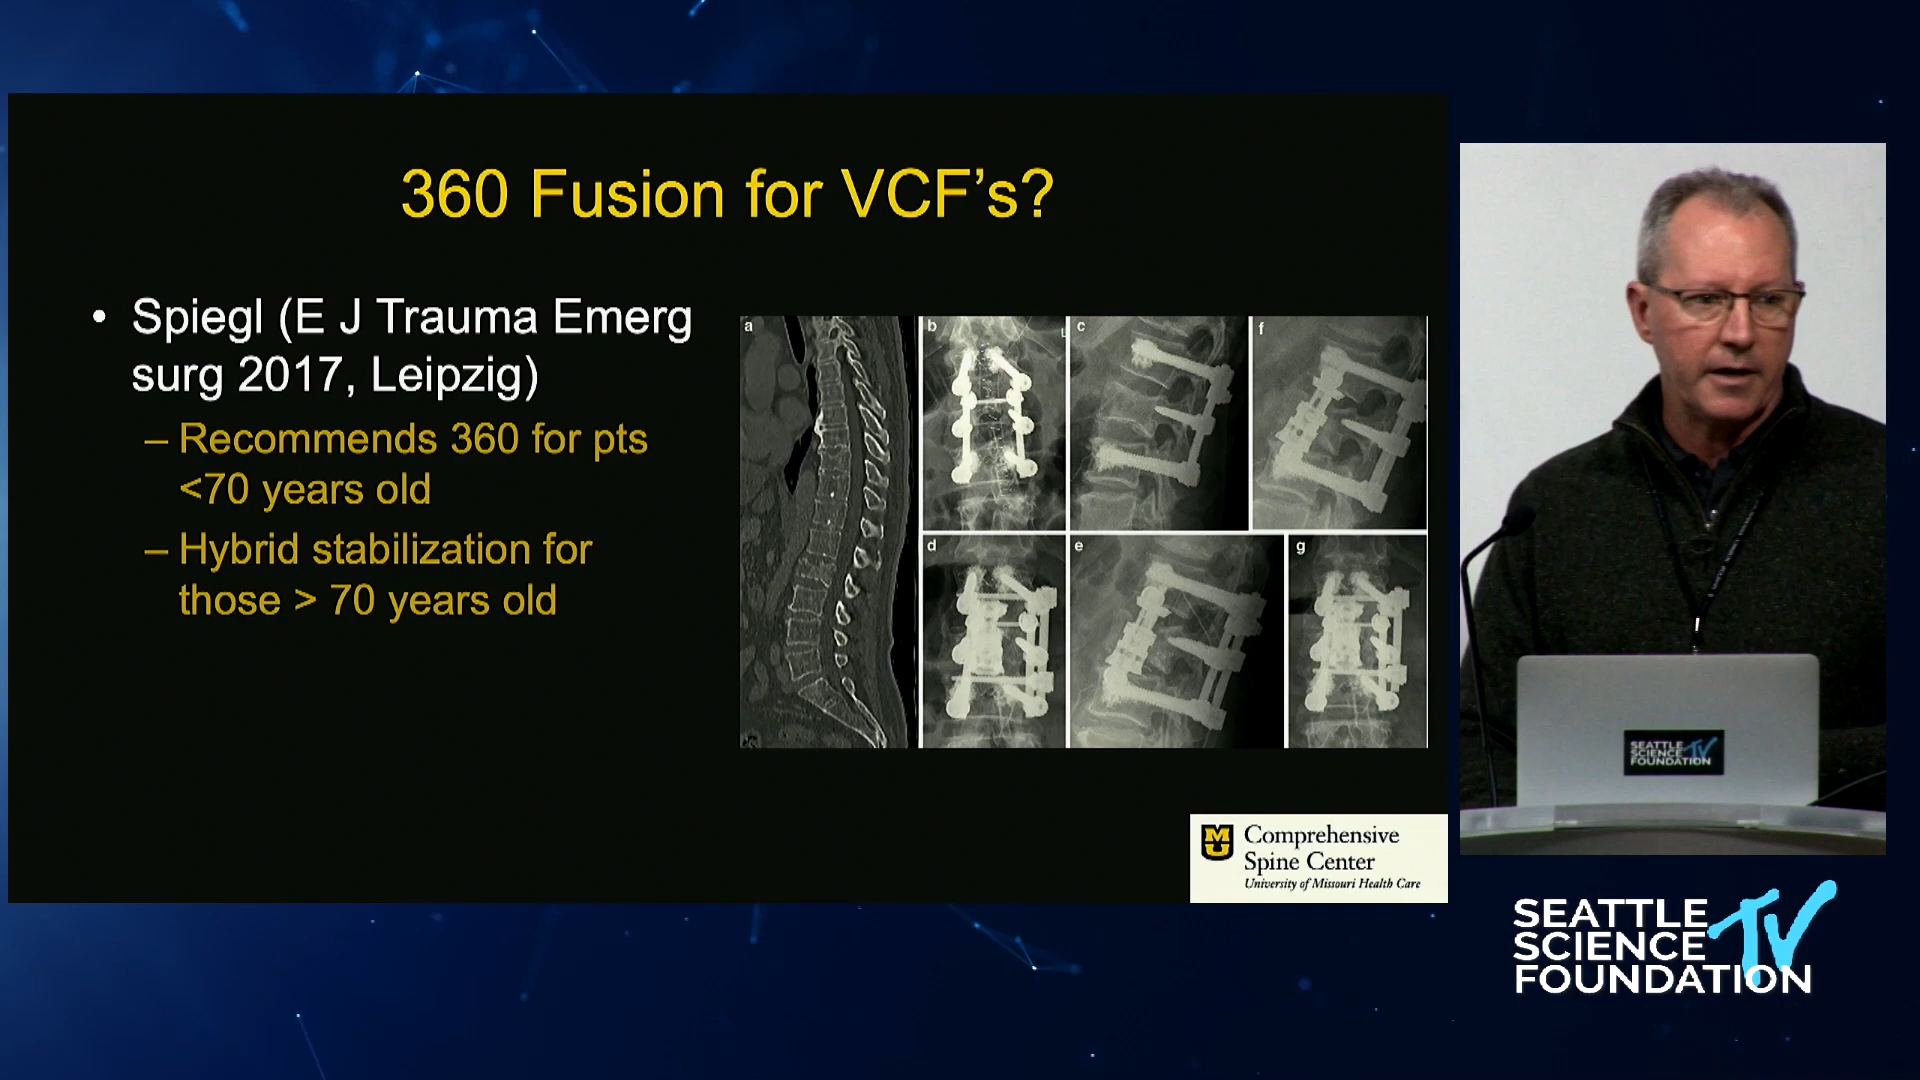 360 Fusion for VCF's?
• Spiegl (E J Trauma Emerg
surg 2017, Leipzig)
– Recommends 360 for pts
<70 years old
– Hybrid stabilization for
those > 70 years old
a
b
c
f
d
e
g
L
MU
Comprehensive
Spine Center
University of Missouri Health Care
SEATTLE
SCIENCE
FOUNDATION
TV
SEATTLE
SCIENCE
FOUNDATION
TV